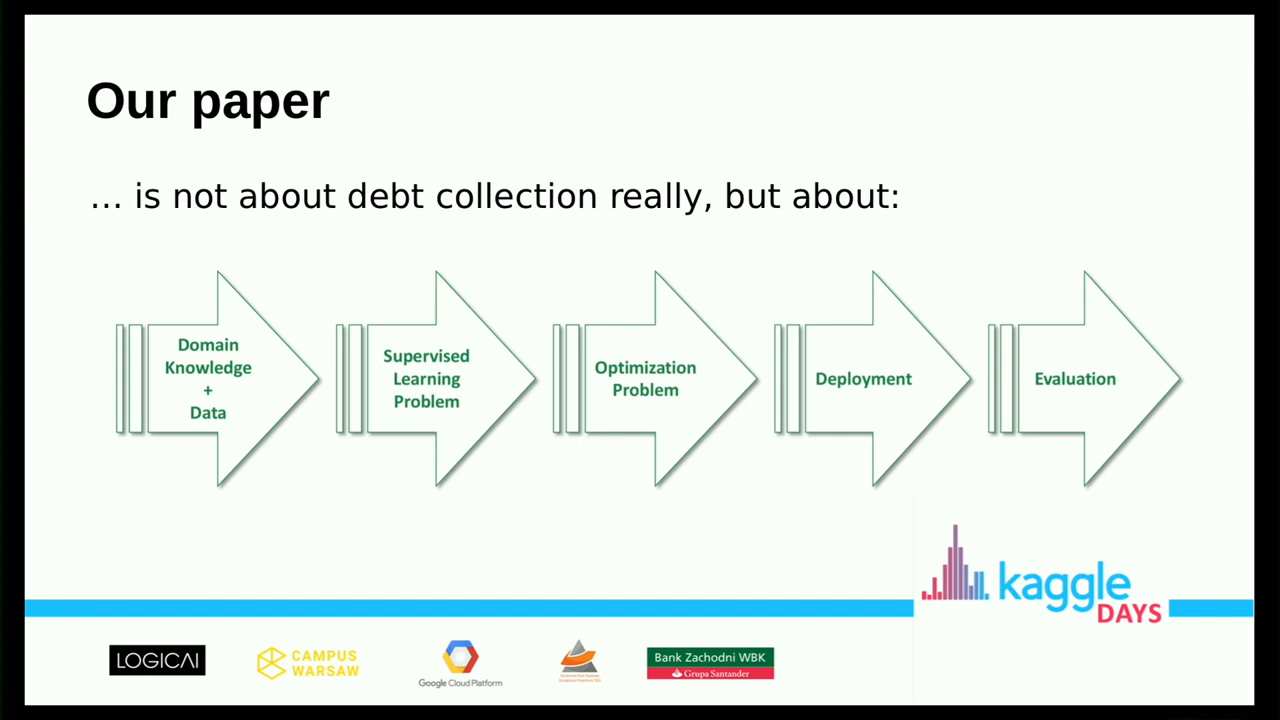 Our paper
... is not about debt collection really, but about:
Domain
Knowledge
+
Data
Supervised
Learning
Problem
Optimization
Problem
Deployment
Evaluation
kaggle
DAYS
LOGICAI
CAMPUS
WARSAW
Google Cloud Platform
Bank Zachodni WBK
Grupa Santander